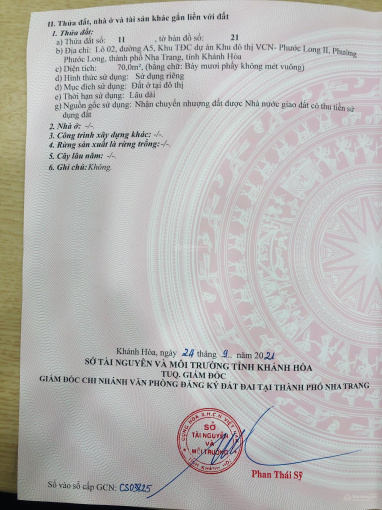 II. Thửa đất, nhà ở và tài sản khác gắn liền với đất
1. Thửa đất:
a) Thửa đất số: 11 , tờ bản đồ số: 21
b) Địa chỉ: Lô 02, đường A5, Khu TĐC dự án Khu đô thị VCN- Phước Long II, Phường
Phước Long, thành phố Nha Trang, tỉnh Khánh Hòa
c) Diện tích: 70,0m², (bằng chữ: Bảy mươi phẩy không mét vuông)
d) Hình thức sử dụng: Sử dụng riêng
đ) Mục đích sử dụng: Đất ở tại đô thị
e) Thời hạn sử dụng: Lâu dài
g) Nguồn gốc sử dụng: Nhận chuyển nhượng đất được Nhà nước giao đất có thu tiền sử
dụng đất
2. Nhà ở: -/-.
3. Công trình xây dựng khác: -/-.
4. Rừng sản xuất là rừng trồng: -/-.
5. Cây lâu năm: -/-.
6. Ghi chú: Không.
Khánh Hòa, ngày 24 tháng 9 năm 2021
SỞ TÀI NGUYÊN VÀ MÔI TRƯỜNG TỈNH KHÁNH HÒA
TUQ. GIÁM ĐỐC
GIÁM ĐỐC CHI NHÁNH VĂN PHÒNG ĐĂNG KÝ ĐẤT ĐAI TẠI THÀNH PHỐ NHA TRANG
SỞ
TÀI NGUYÊN
VÀ
MÔI TRƯỜNG
Phan Thái Sỹ
Số vào sổ cấp GCN: CS03225